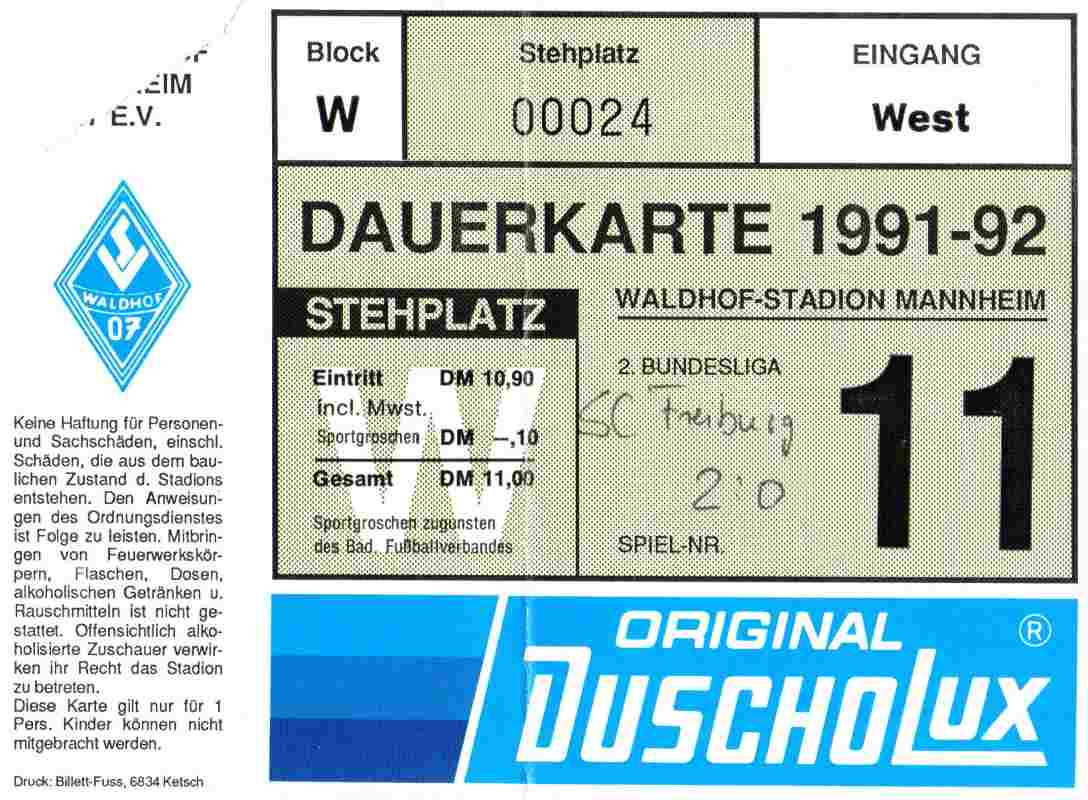 E.V.
WALDHOF
07
Keine Haftung für Personen-
und Sachschäden, einschl.
Schäden, die aus dem bau-
lichen Zustand d. Stadions
entstehen. Den Anweisun-
gen des Ordnungsdienstes
ist Folge zu leisten. Mitbrin-
gen von Feuerwerkskör-
pern, Flaschen, Dosen,
alkoholischen Getränken u.
Rauschmitteln ist nicht ge-
stattet. Offensichtlich alko-
holisierte Zuschauer verwir-
ken ihr Recht das Stadion
zu betreten.
Diese Karte gilt nur für 1
Pers. Kinder können nicht
mitgebracht werden.
Druck: Billett-Fuss, 6834 Ketsch
Block
W
Stehplatz
00024
EINGANG
West
DAUERKARTE 1991-92
STEHPLATZ
Eintritt DM 10,90
incl. Mwst.
Sportgroschen DM –,10
Gesamt DM 11,00
Sportgroschen zugunsten
des Bad. Fußballverbandes
W
WALDHOF-STADION MANNHEIM
2. BUNDESLIGA
SC Freiburg
2:0
SPIEL-NR.
11
ORIGINAL
DUSCHOLUX ®